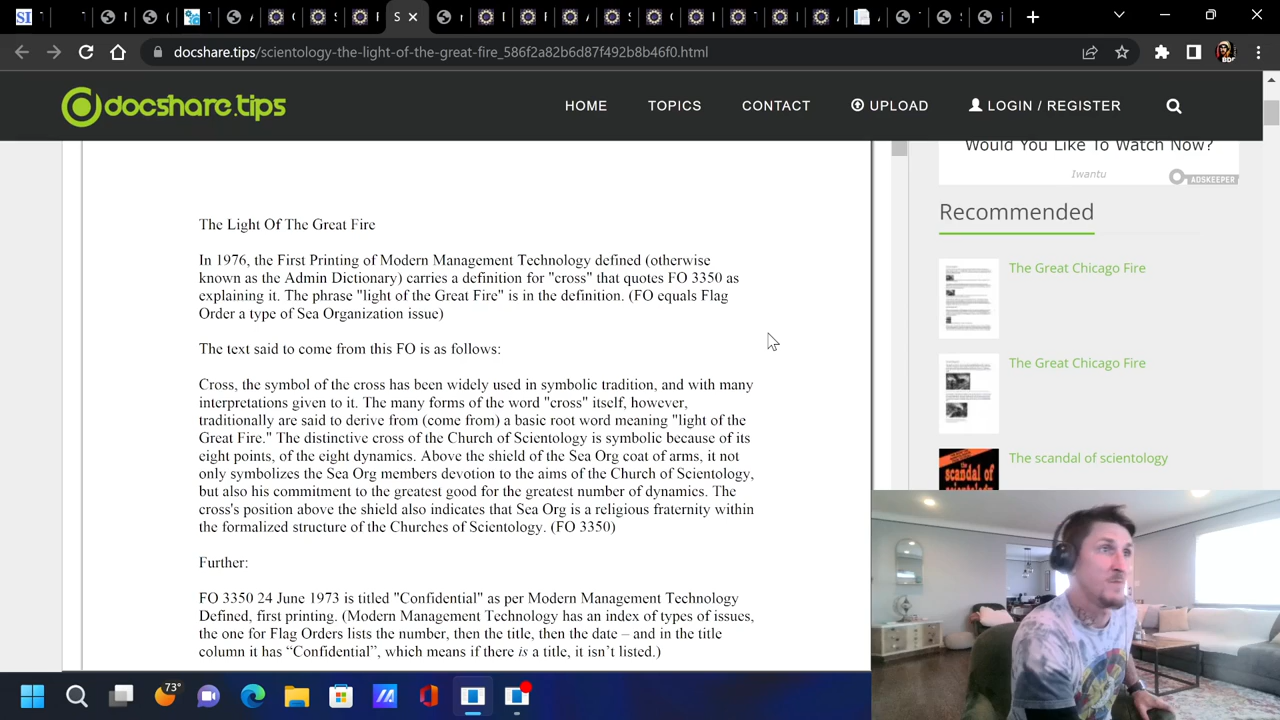 docshare.tips/scientology-the-light-of-the-great-fire_586f2a82b6d87f492b8b46f0.html
docshare.tips
HOME TOPICS CONTACT UPLOAD LOGIN / REGISTER
Would You Like To Watch Now?
Iwantu
ADSKEEPER
Recommended
The Great Chicago Fire
The Great Chicago Fire
The scandal of scientology
scandal of
The Light Of The Great Fire
In 1976, the First Printing of Modern Management Technology defined (otherwise
known as the Admin Dictionary) carries a definition for "cross" that quotes FO 3350 as
explaining it. The phrase "light of the Great Fire" is in the definition. (FO equals Flag
Order a type of Sea Organization issue)
The text said to come from this FO is as follows:
Cross, the symbol of the cross has been widely used in symbolic tradition, and with many
interpretations given to it. The many forms of the word "cross" itself, however,
traditionally are said to derive from (come from) a basic root word meaning "light of the
Great Fire." The distinctive cross of the Church of Scientology is symbolic because of its
eight pints, of the eight dynamics. Above the shield of the Sea Org coat of arms, it not
only symbolizes the Sea Org members devotion to the aims of the Church of Scientology,
but also his commitment to the greatest good for the greatest number of dynamics. The
cross's position above the shield also indicates that Sea Org is a religious fraternity within
the formalized structure of the Churches of Scientology. (FO 3350)
Further:
FO 3350 24 June 1973 is titled "Confidential" as per Modern Management Technology
Defined, first printing. (Modern Management Technology has an index of types of issues,
the one for Flag Orders lists the number, then the title, then the date – and in the title
column it has “Confidential”, which means if there is a title, it isn’t listed.)
73°